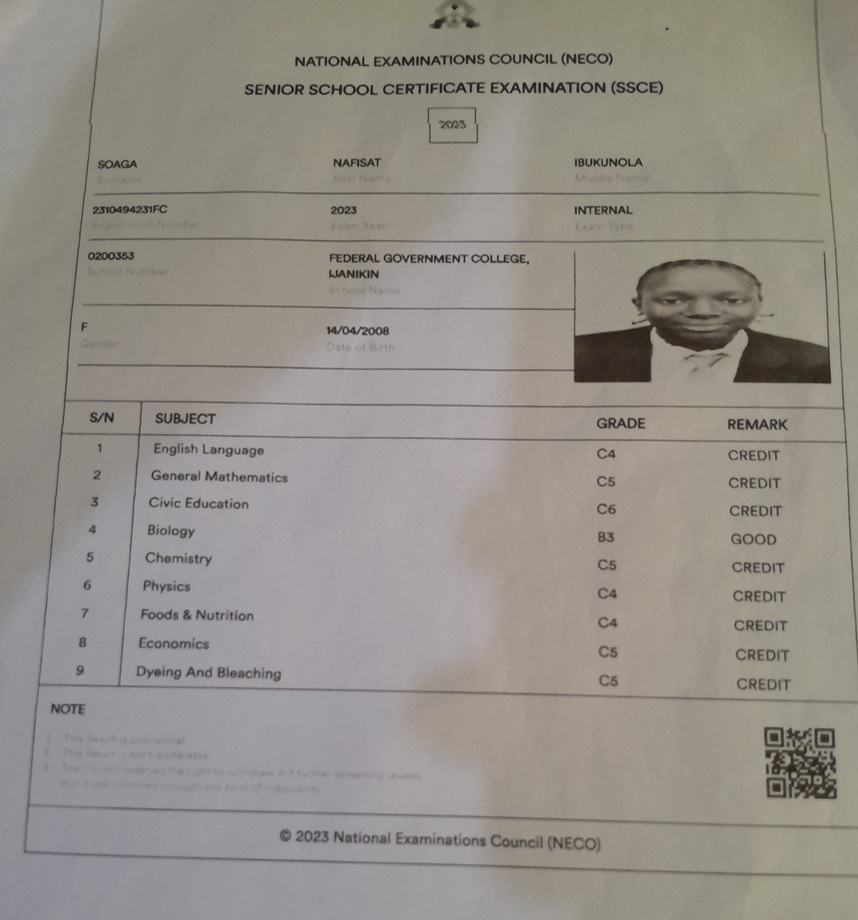 NATIONAL EXAMINATIONS COUNCIL (NECO)
SENIOR SCHOOL CERTIFICATE EXAMINATION (SSCE)
2023
SOAGA NAFISAT IBUKUNOLA
Surname First Name Middle Name
2310494231FC 2023 INTERNAL
Registration Number Exam Year Exam Type
0200353 FEDERAL GOVERNMENT COLLEGE,
IJANIKIN
School Number School Name
F 14/04/2008
Gender Date of Birth
S/N SUBJECT GRADE REMARK
1 English Language C4 CREDIT
2 General Mathematics C5 CREDIT
3 Civic Education C6 CREDIT
4 Biology B3 GOOD
5 Chemistry C5 CREDIT
6 Physics C4 CREDIT
7 Foods & Nutrition C4 CREDIT
8 Economics C5 CREDIT
9 Dyeing And Bleaching C5 CREDIT
NOTE
1. This Result is provisional
2. This Result is not transferable
3. The Council reserves the right to withdraw it if further screening reveals
that it was obtained through any form of irregularity
© 2023 National Examinations Council (NECO)